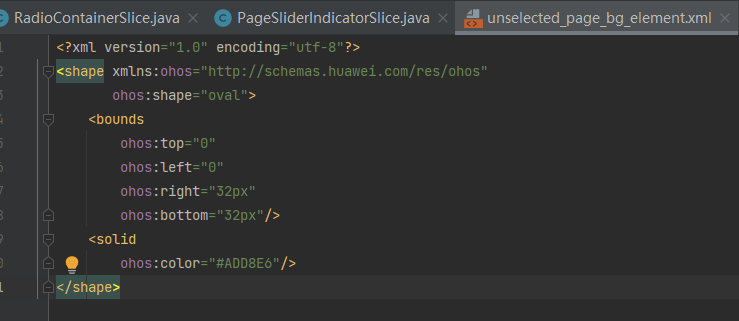 RadioContainerSlice.java × PageSliderIndicatorSlice.java × unselected_page_bg_element.xml ×
<?xml version="1.0" encoding="utf-8"?>
2 <shape xmlns:ohos="http://schemas.huawei.com/res/ohos"
3 ohos:shape="oval">
<bounds
ohos:top="0"
ohos:left="0"
ohos:right="32px"
ohos:bottom="32px"/>
<solid
ohos:color="#ADD8E6"/>
</shape>